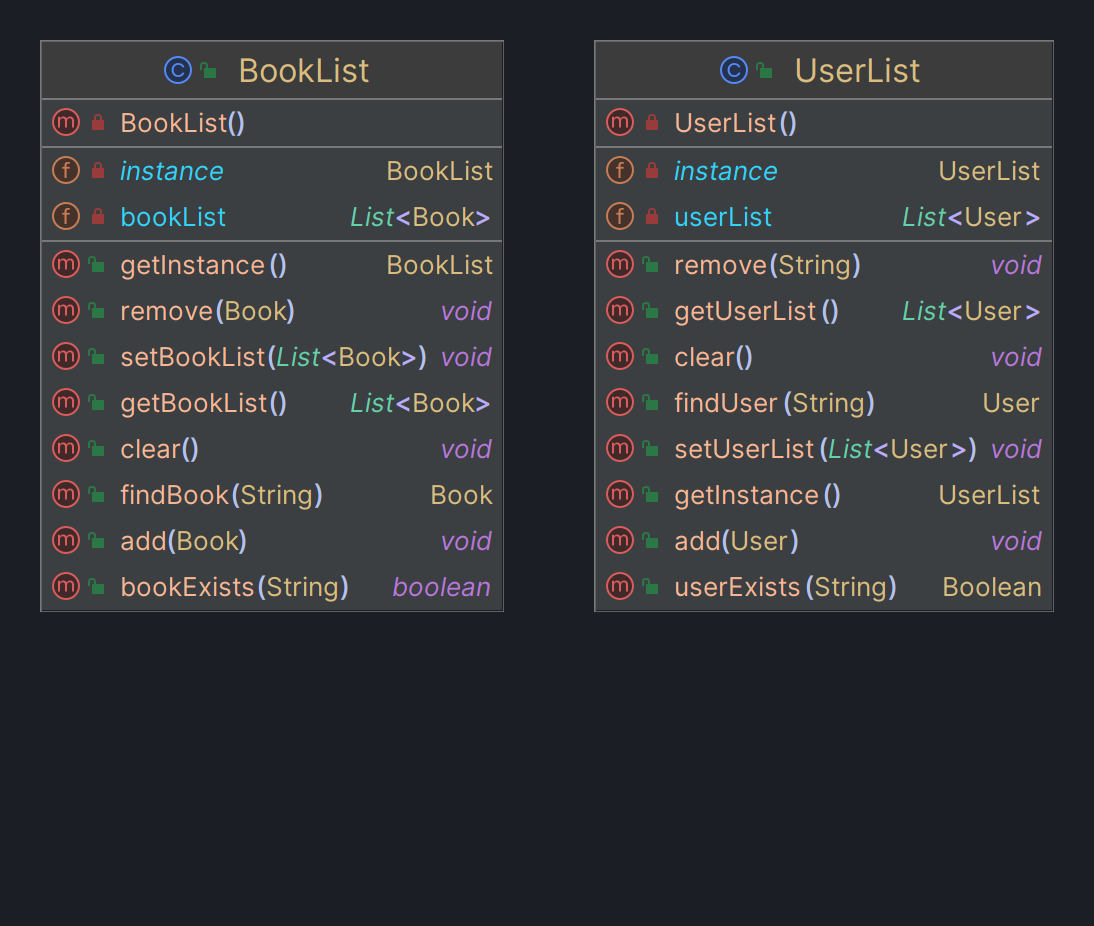 BookList
BookList()
instance BookList
bookList List<Book>
getInstance() BookList
remove(Book) void
setBookList(List<Book>) void
getBookList() List<Book>
clear() void
findBook(String) Book
add(Book) void
bookExists(String) boolean
UserList
UserList()
instance UserList
userList List<User>
remove(String) void
getUserList() List<User>
clear() void
findUser(String) User
setUserList(List<User>) void
getInstance() UserList
add(User) void
userExists(String) Boolean